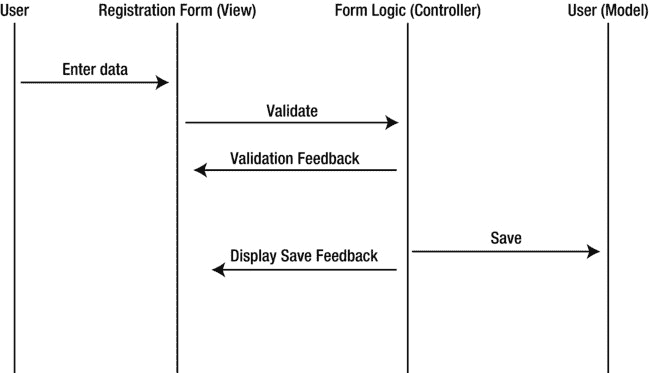 User
Registration Form (View)
Form Logic (Controller)
User (Model)
Enter data
Validate
Validation Feedback
Save
Display Save Feedback